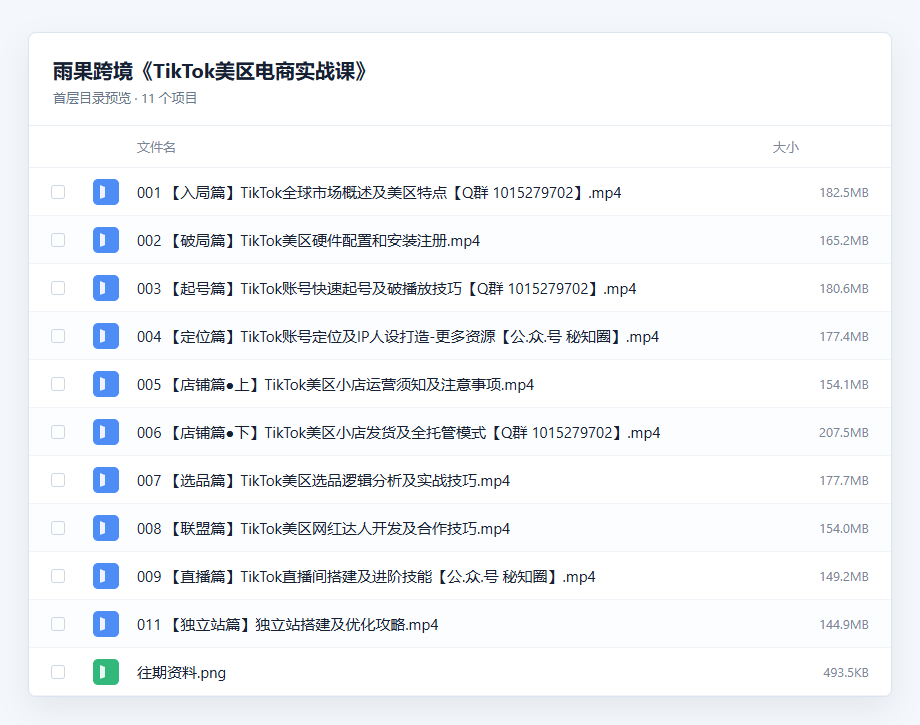 雨果跨境《TikTok美区电商实战课》
首层目录预览 · 11 个项目
文件名 大小
001 【入局篇】TikTok全球市场概述及美区特点【Q群 1015279702】.mp4 182.5MB
002 【破局篇】TikTok美区硬件配置和安装注册.mp4 165.2MB
003 【起号篇】TikTok账号快速起号及破播放技巧【Q群 1015279702】.mp4 180.6MB
004 【定位篇】TikTok账号定位及IP人设打造-更多资源【公.众.号 秘知圈】.mp4 177.4MB
005 【店铺篇●上】TikTok美区小店运营须知及注意事项.mp4 154.1MB
006 【店铺篇●下】TikTok美区小店发货及全托管模式【Q群 1015279702】.mp4 207.5MB
007 【选品篇】TikTok美区选品逻辑分析及实战技巧.mp4 177.7MB
008 【联盟篇】TikTok美区网红达人开发及合作技巧.mp4 154.0MB
009 【直播篇】TikTok直播间搭建及进阶技能【公.众.号 秘知圈】.mp4 149.2MB
011 【独立站篇】独立站搭建及优化攻略.mp4 144.9MB
往期资料.png 493.5KB